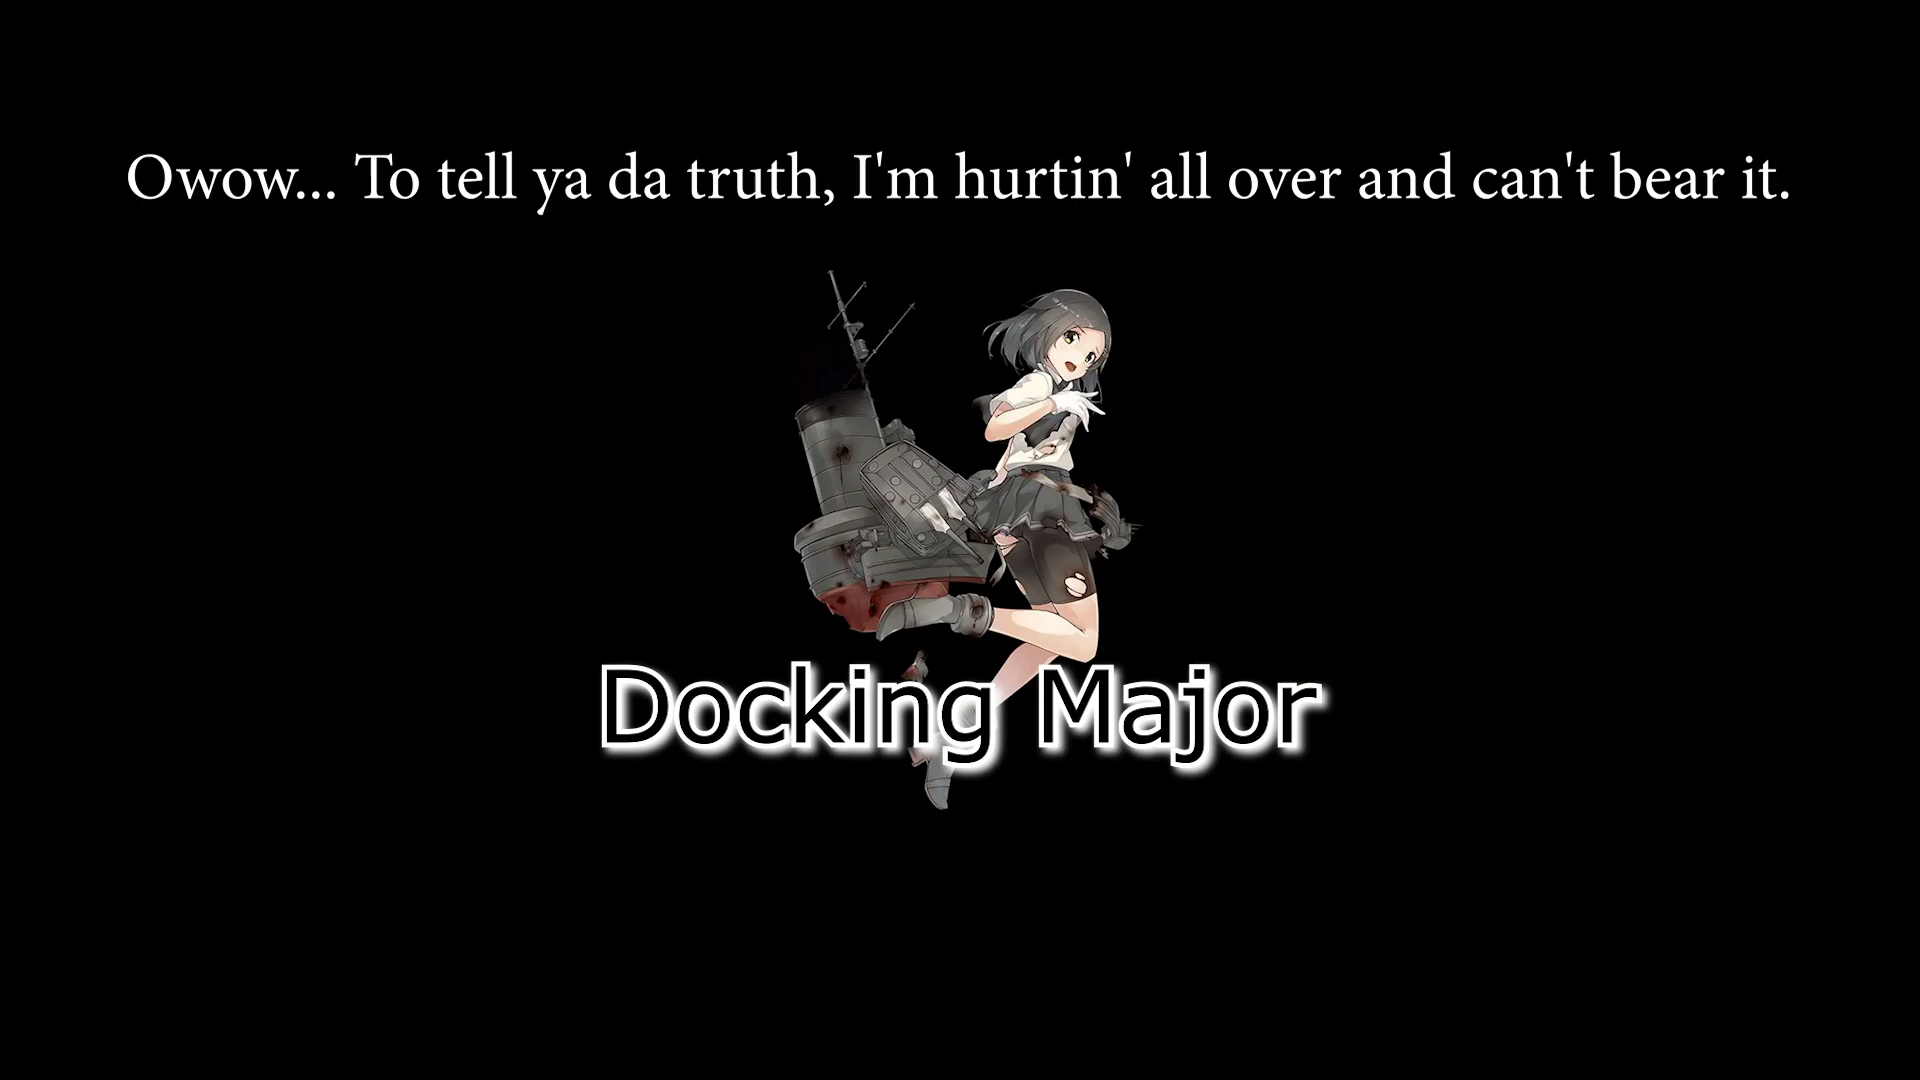 Owow... To tell ya da truth, I'm hurtin' all over and can't bear it.
Docking Major